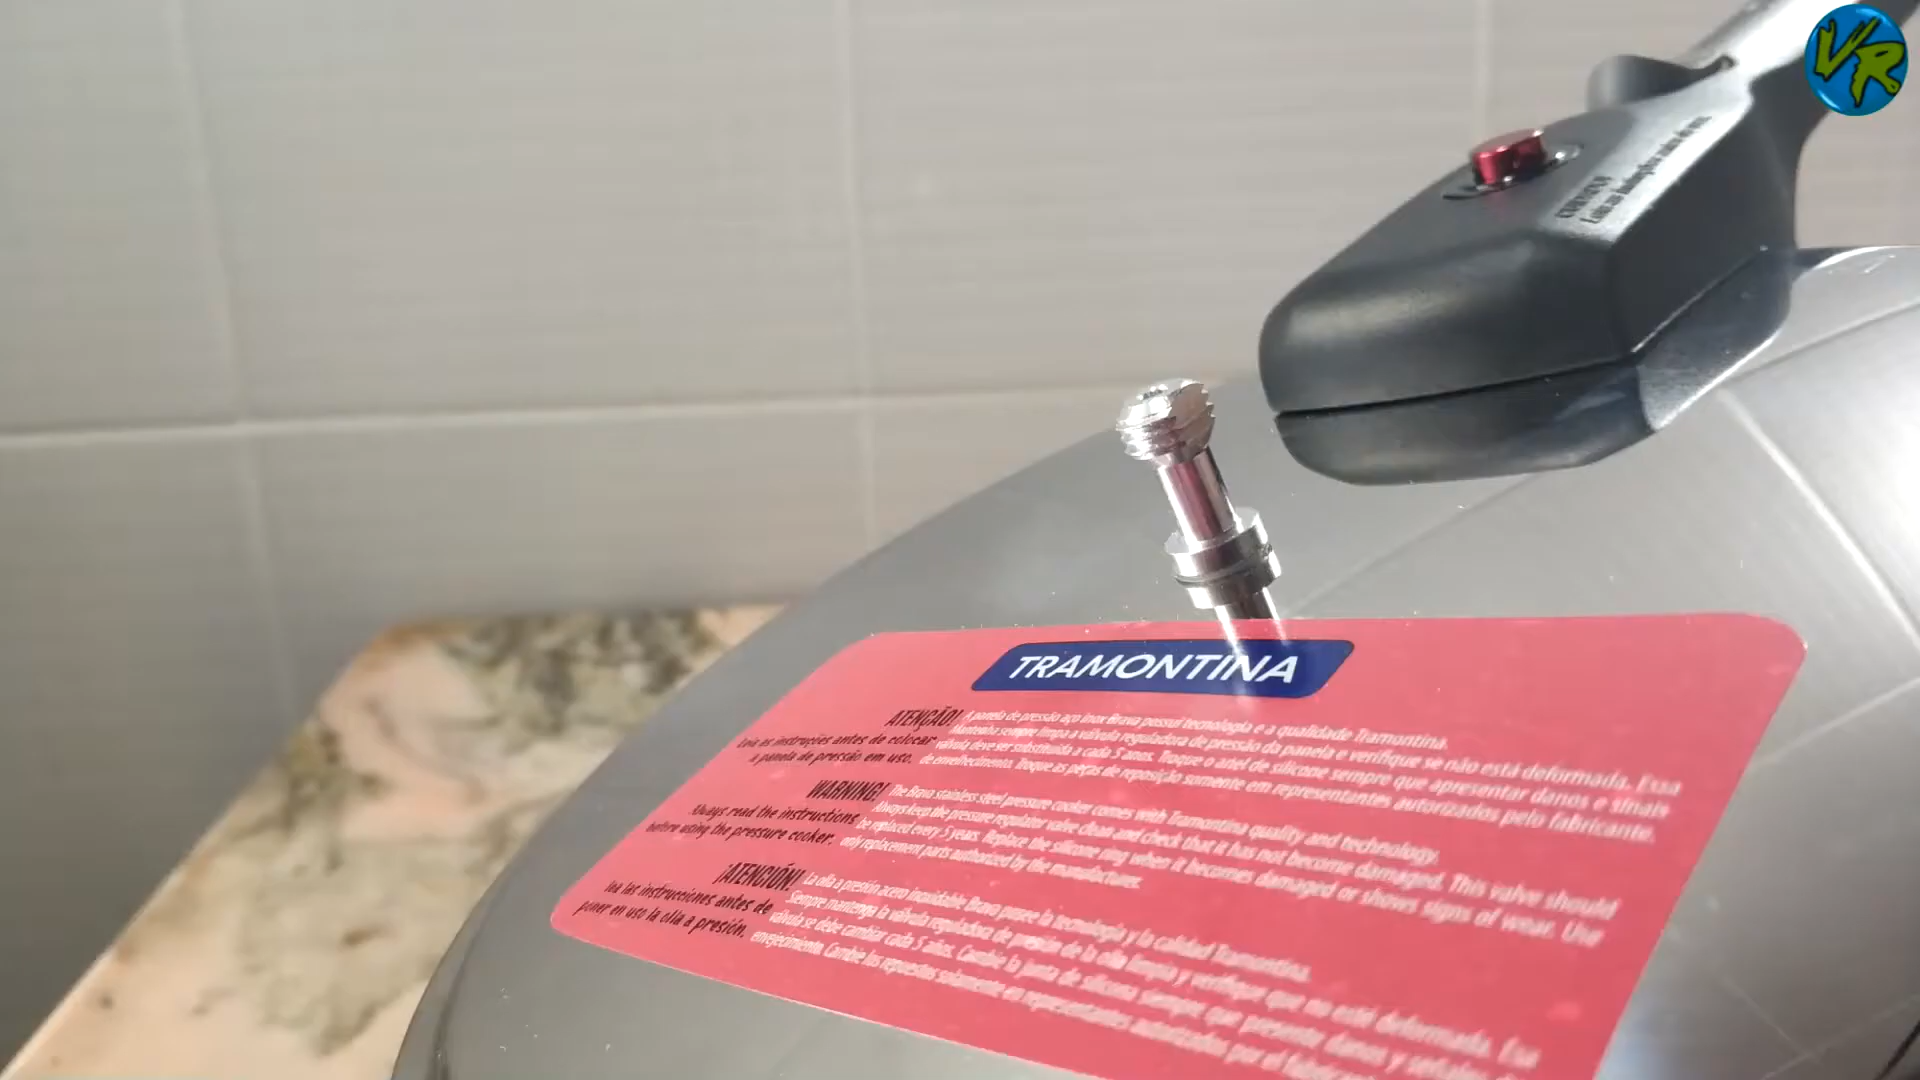 VR
TRAMONTINA
ATENÇÃO!
Leia as instruções antes de colocar
a panela de pressão em uso.
A panela de pressão aço inox Brava possui tecnologia e a qualidade Tramontina.
Mantenha sempre limpa a válvula reguladora de pressão da panela e verifique se não está deformada. Essa
válvula deve ser substituída a cada 5 anos. Troque o anel de silicone sempre que apresentar danos e sinais
de envelhecimento. Troque as peças de reposição somente em representantes autorizados pelo fabricante.
WARNING!
Always read the instructions
before using the pressure cooker.
The Brava stainless steel pressure cooker comes with Tramontina quality and technology.
Always keep the pressure regulator valve clean and check that it has not become damaged. This valve should
be replaced every 5 years. Replace the silicone ring when it becomes damaged or shows signs of wear. Use
only replacement parts authorized by the manufacturer.
¡ATENCIÓN!
Lea las instrucciones antes de
poner en uso la olla a presión.
La olla a presión acero inoxidable Brava posee la tecnología y la calidad Tramontina.
Siempre mantenga la válvula reguladora de presión de la olla limpia y verifique que no esté deformada. Esa
válvula se debe cambiar cada 5 años. Cambie la junta de silicona siempre que presente daños y señales
envejecimiento. Cambie los repuestos solamente en representantes autorizados por el